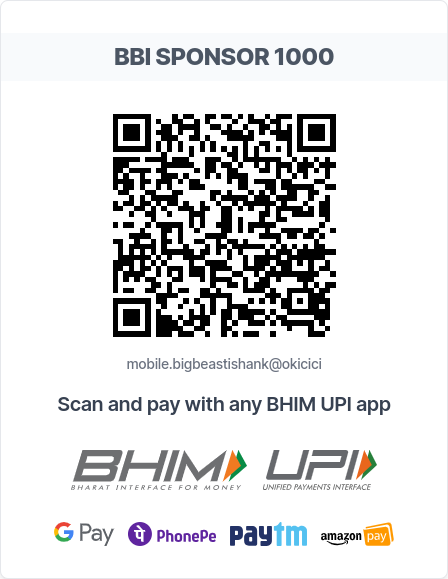 BBI SPONSOR 1000
mobile.bigbeastishank@okicici
Scan and pay with any BHIM UPI app
BHIM UPI
BHARAT INTERFACE FOR MONEY UNIFIED PAYMENTS INTERFACE
G Pay PhonePe Paytm amazon pay